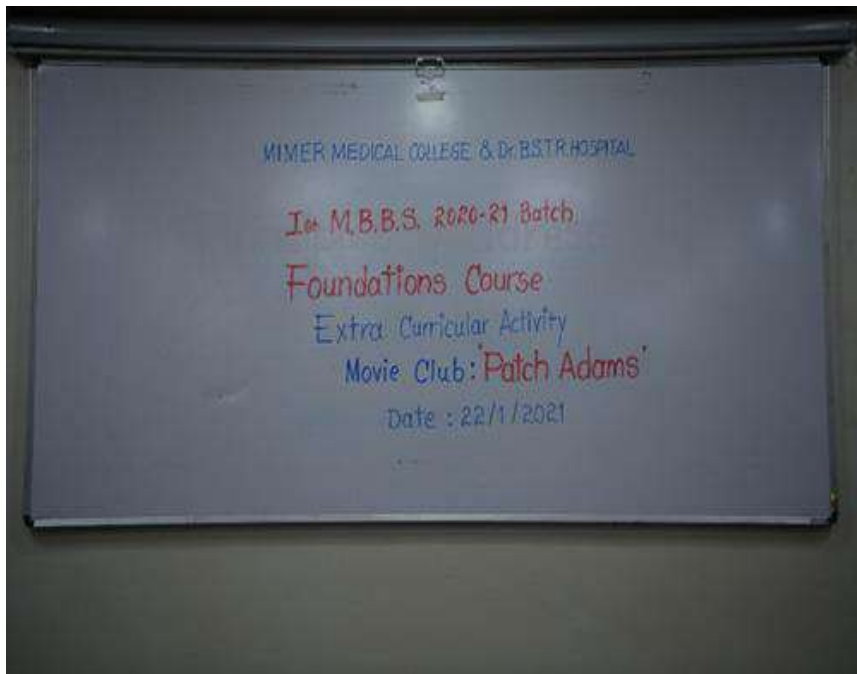 MIMER MEDICAL COLLEGE & Dr. B.S.T.R. HOSPITAL
Ist M.B.B.S. 2020-21 Batch.
Foundations Course
Extra Curricular Activity
Movie Club: 'Patch Adams'
Date : 22/1/2021